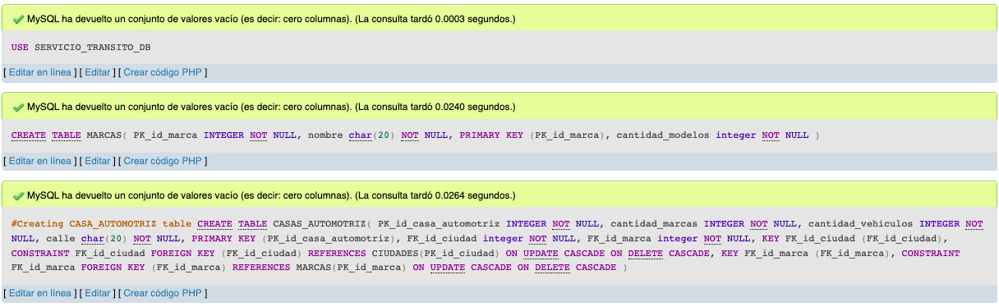 MySQL ha devuelto un conjunto de valores vacío (es decir: cero columnas). (La consulta tardó 0.0003 segundos.)
USE SERVICIO_TRANSITO_DB
[ Editar en línea ] [ Editar ] [ Crear código PHP ]
MySQL ha devuelto un conjunto de valores vacío (es decir: cero columnas). (La consulta tardó 0.0240 segundos.)
CREATE TABLE MARCAS( PK_id_marca INTEGER NOT NULL, nombre char(20) NOT NULL, PRIMARY KEY (PK_id_marca), cantidad_modelos integer NOT NULL )
[ Editar en línea ] [ Editar ] [ Crear código PHP ]
MySQL ha devuelto un conjunto de valores vacío (es decir: cero columnas). (La consulta tardó 0.0264 segundos.)
#Creating CASA_AUTOMOTRIZ table CREATE TABLE CASAS_AUTOMOTRIZ( PK_id_casa_automotriz INTEGER NOT NULL, cantidad_marcas INTEGER NOT NULL, cantidad_vehiculos INTEGER NOT
NULL, calle char(20) NOT NULL, PRIMARY KEY (PK_id_casa_automotriz), FK_id_ciudad integer NOT NULL, FK_id_marca integer NOT NULL, KEY FK_id_ciudad (FK_id_ciudad),
CONSTRAINT FK_id_ciudad FOREIGN KEY (FK_id_ciudad) REFERENCES CIUDADES(PK_id_ciudad) ON UPDATE CASCADE ON DELETE CASCADE, KEY FK_id_marca (FK_id_marca), CONSTRAINT
FK_id_marca FOREIGN KEY (FK_id_marca) REFERENCES MARCAS(PK_id_marca) ON UPDATE CASCADE ON DELETE CASCADE )
[ Editar en línea ] [ Editar ] [ Crear código PHP ]